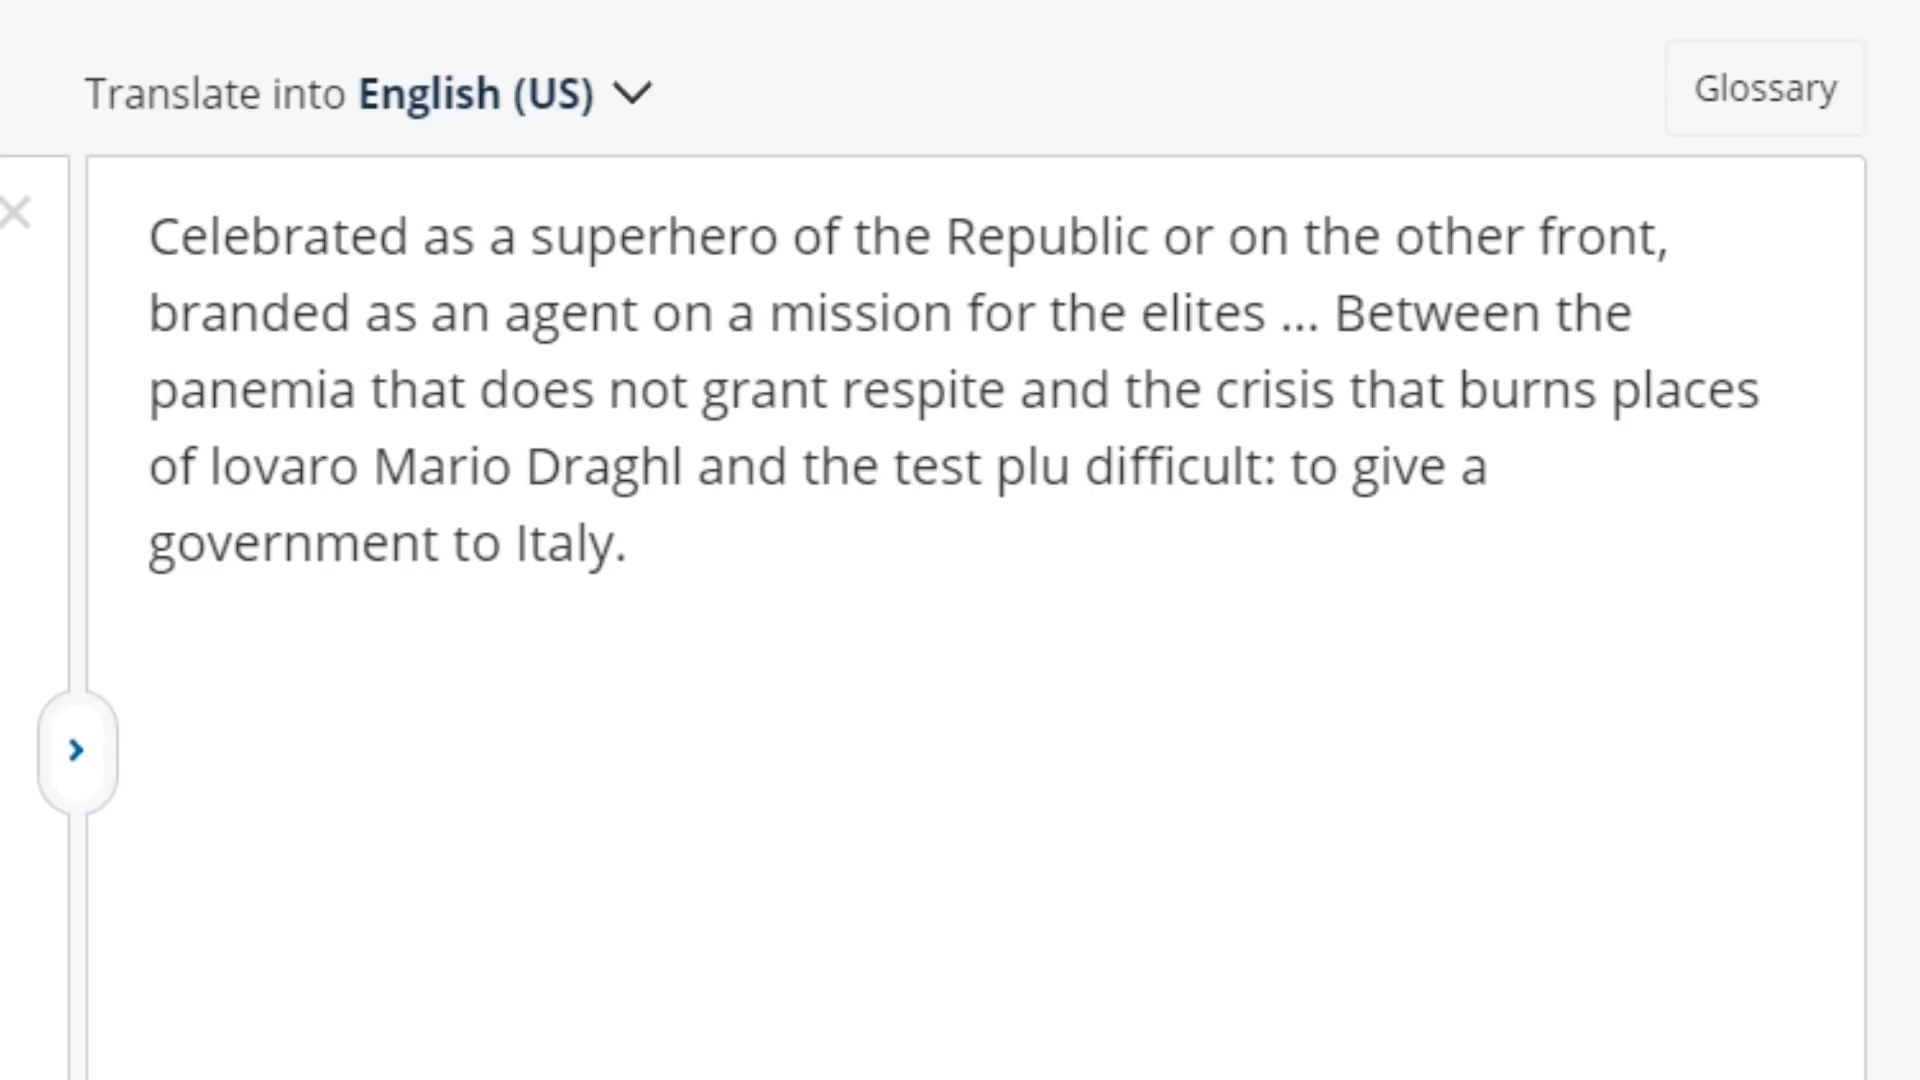 Translate into English (US)
Glossary
Celebrated as a superhero of the Republic or on the other front,
branded as an agent on a mission for the elites ... Between the
panemia that does not grant respite and the crisis that burns places
of lovaro Mario Draghl and the test plu difficult: to give a
government to Italy.